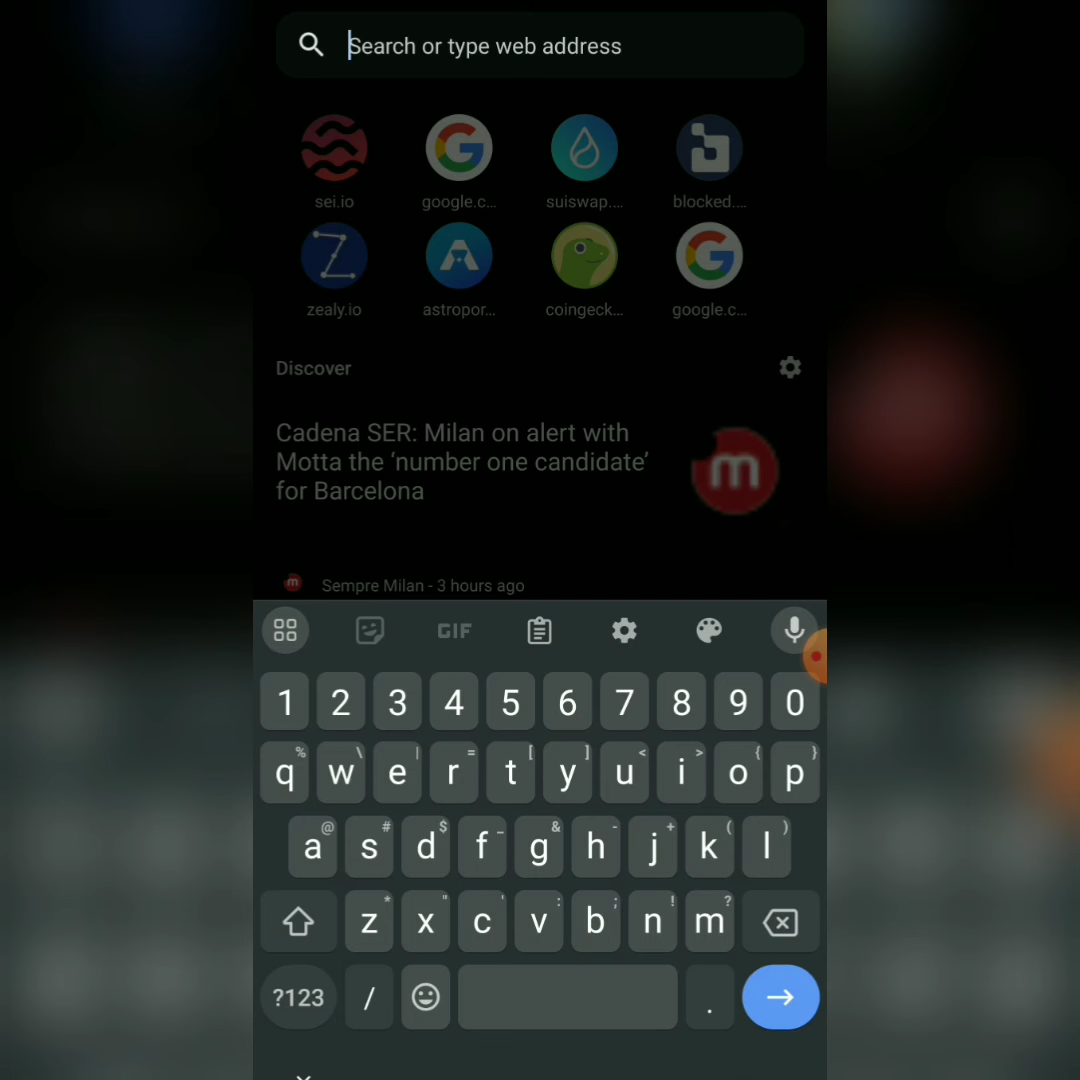 Search or type web address
sei.io
google.c...
suiswap....
blocked....
zealy.io
astropor...
coingeck...
google.c...
Discover
Cadena SER: Milan on alert with
Motta the ‘number one candidate’
for Barcelona
m
m
Sempre Milan - 3 hours ago
GIF
1 2 3 4 5 6 7 8 9 0
% \ | = [ ] < > { }
q w e r t y u i o p
@ # $ _ & - + ( )
a s d f g h j k l
* " ' : ; ! ?
z x c v b n m
?123 / .